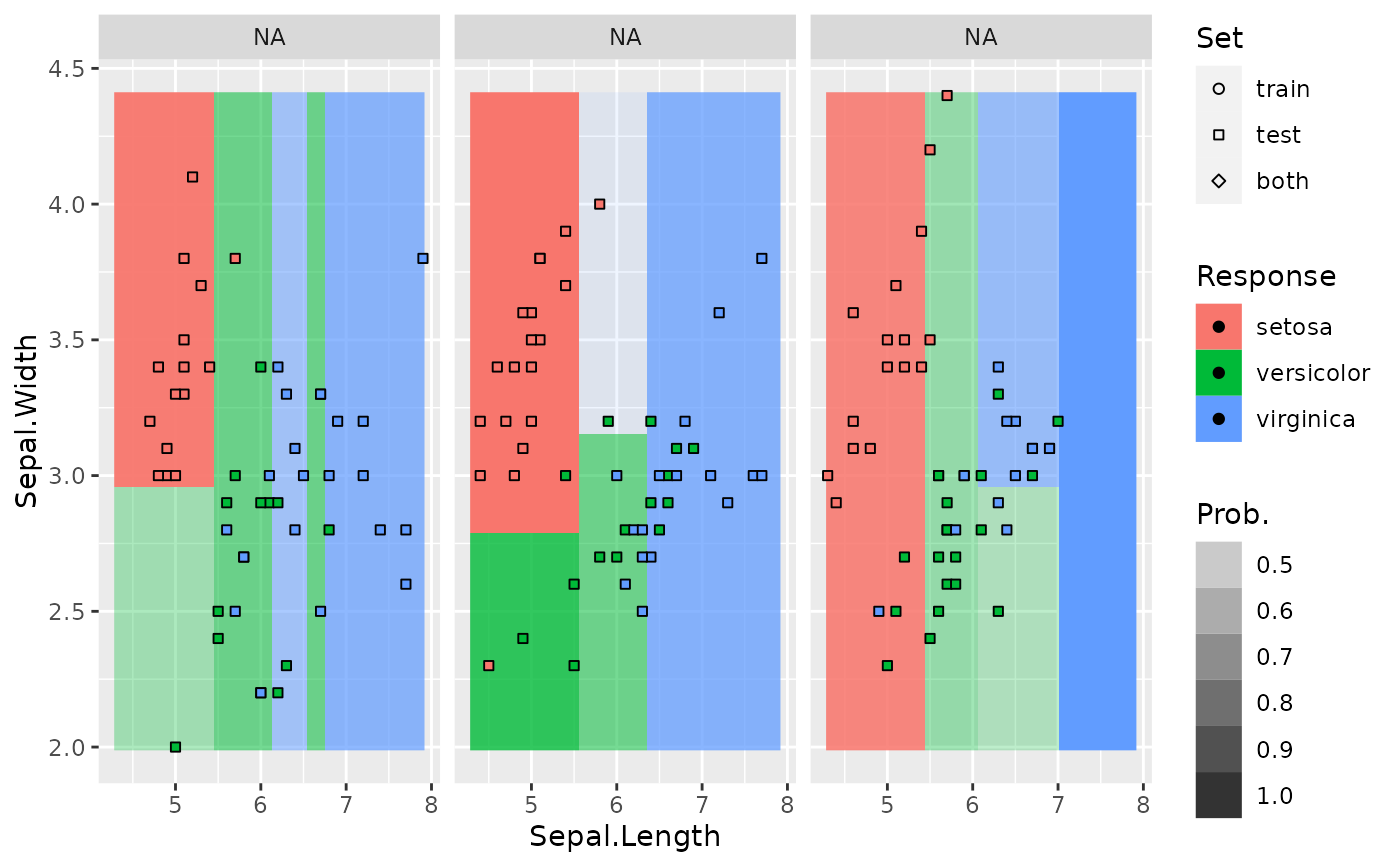 NA NA NA
4.5
4.0
3.5
3.0
2.5
2.0
Sepal.Width
5 6 7 8 5 6 7 8 5 6 7 8
Sepal.Length
Set
train
test
both
Response
setosa
versicolor
virginica
Prob.
0.5
0.6
0.7
0.8
0.9
1.0